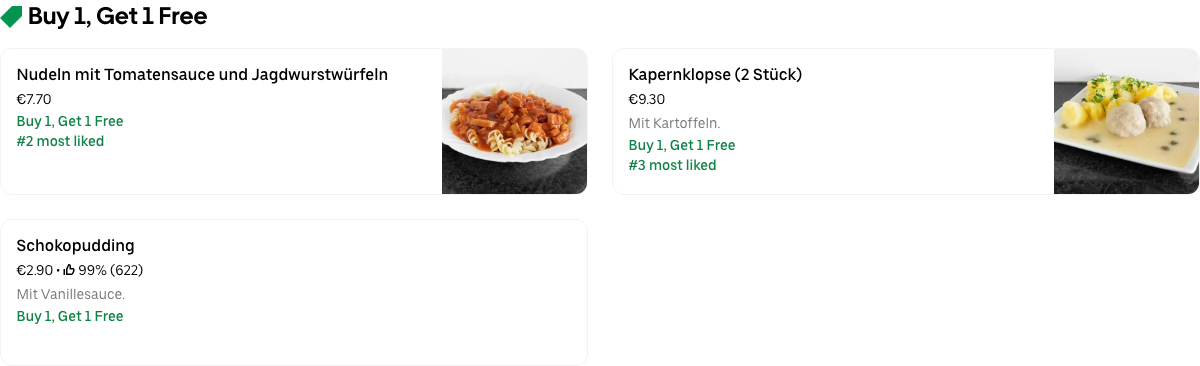 Buy 1, Get 1 Free
Nudeln mit Tomatensauce und Jagdwurstwürfeln
€7.70
Buy 1, Get 1 Free
#2 most liked
Kapernklopse (2 Stück)
€9.30
Mit Kartoffeln.
Buy 1, Get 1 Free
#3 most liked
Schokopudding
€2.90 • 99% (622)
Mit Vanillesauce.
Buy 1, Get 1 Free